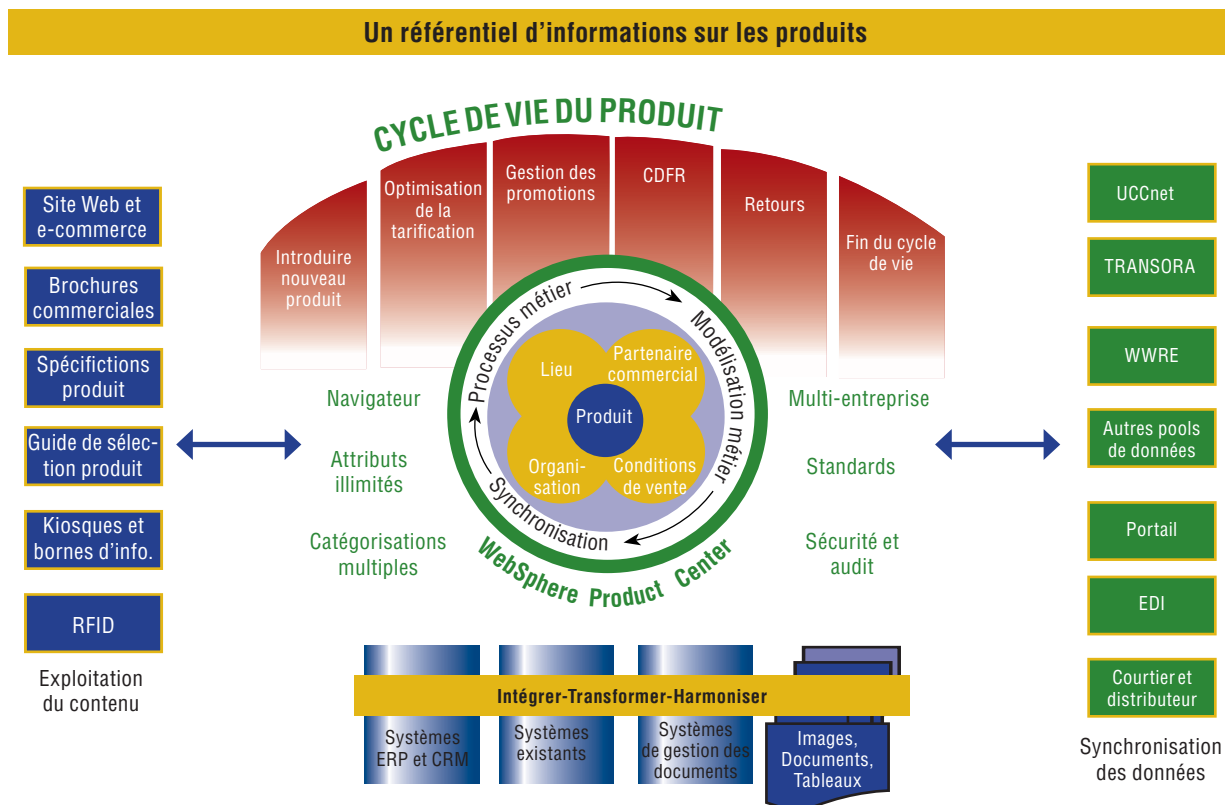 Un référentiel d'informations sur les produits
CYCLE DE VIE DU PRODUIT
Introduire
nouveau
produit
Optimisation
de la
tarification
Gestion des
promotions
CDFR
Retours
Fin du cycle
de vie
Site Web et
e-commerce
Brochures
commerciales
Spécifictions
produit
Guide de sélec-
tion produit
Kiosques et
bornes d'info.
RFID
Exploitation
du contenu
Navigateur
Attributs
illimités
Catégorisations
multiples
Processus métier
Modélisation métier
Synchronisation
Lieu
Partenaire
commercial
Produit
Organi-
sation
Conditions
de vente
WebSphere Product Center
Multi-entreprise
Standards
Sécurité et
audit
UCCnet
TRANSORA
WWRE
Autres pools
de données
Portail
EDI
Courtier et
distributeur
Synchronisation
des données
Intégrer-Transformer-Harmoniser
Systèmes
ERP et CRM
Systèmes
existants
Systèmes
de gestion des
documents
Images,
Documents,
Tableaux